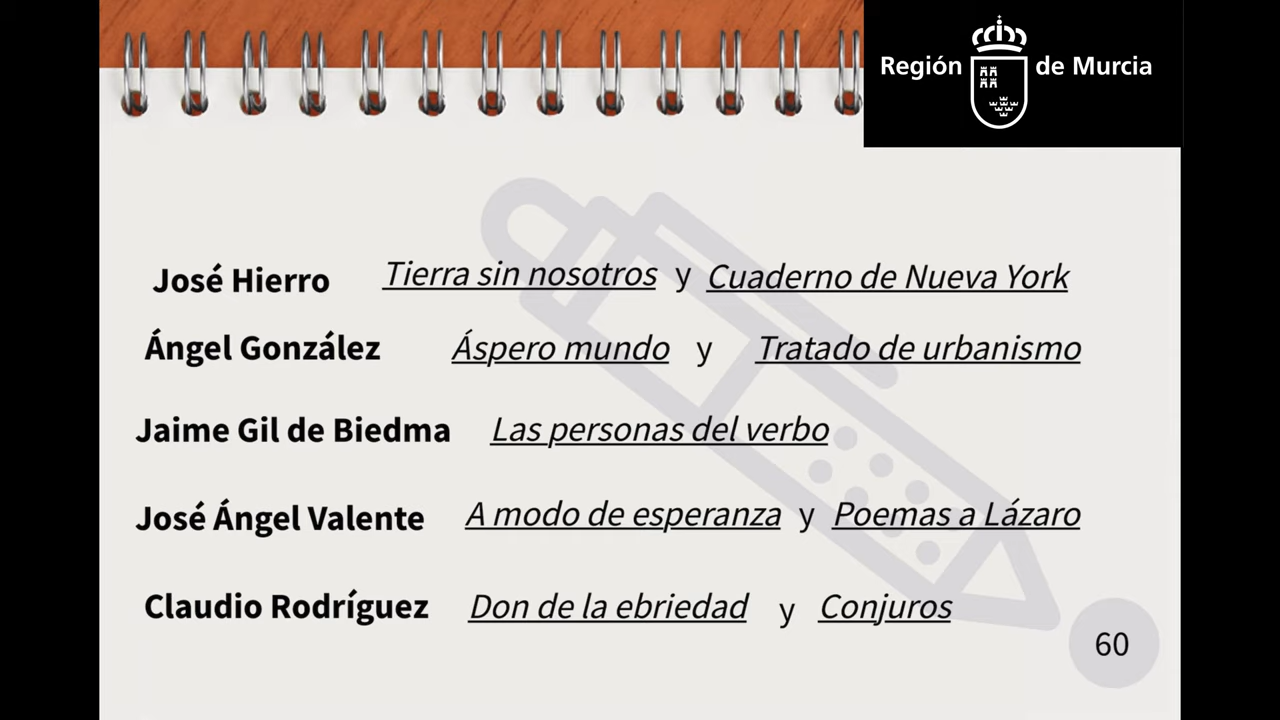 Región de Murcia
José Hierro Tierra sin nosotros y Cuaderno de Nueva York
Ángel González Áspero mundo y Tratado de urbanismo
Jaime Gil de Biedma Las personas del verbo
José Ángel Valente A modo de esperanza y Poemas a Lázaro
Claudio Rodríguez Don de la ebriedad y Conjuros
60